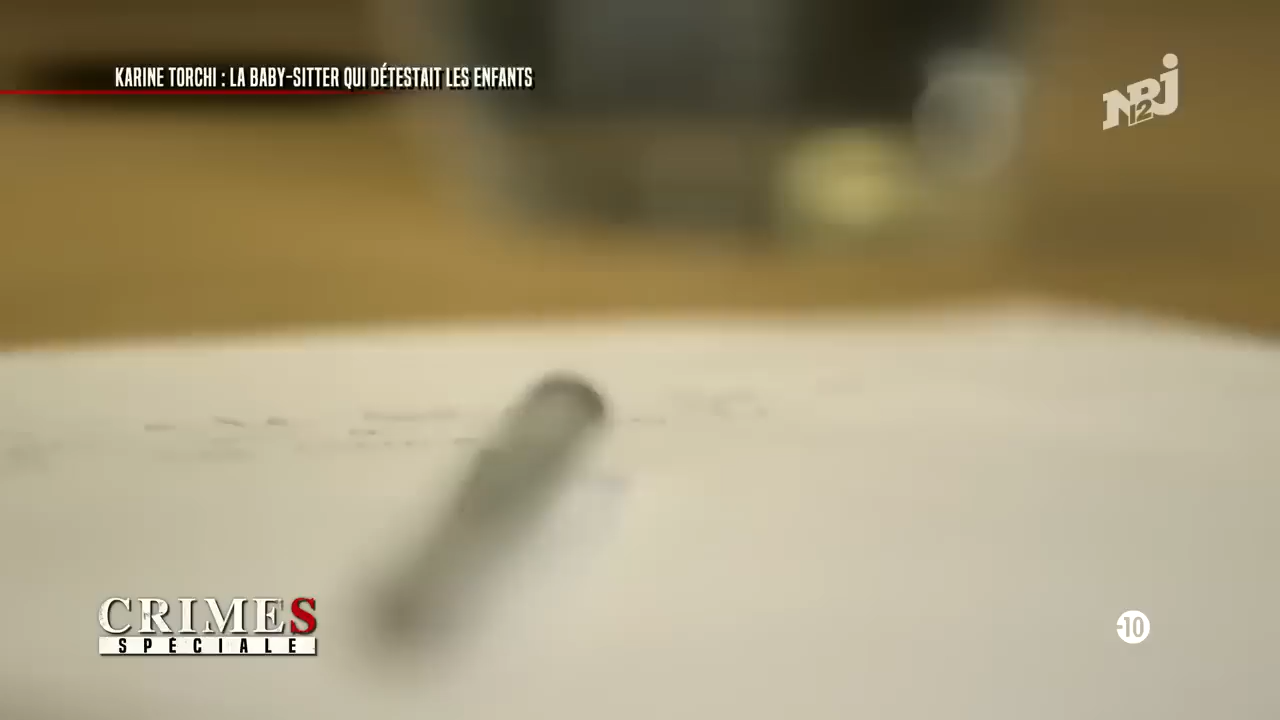 KARINE TORCHI : LA BABY-SITTER QUI DÉTESTAIT LES ENFANTS
NRJ
12
CRIMES
SPÉCIALE
-10